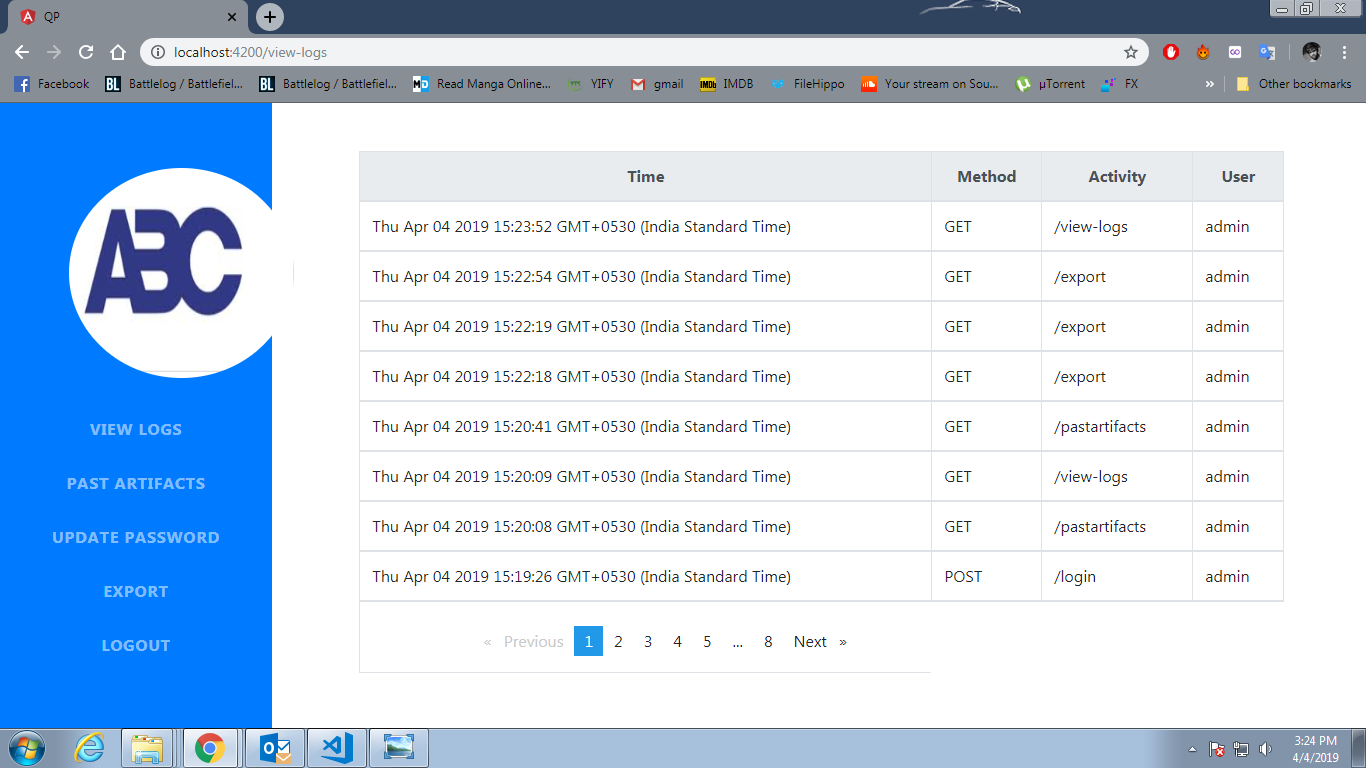 QP
localhost:4200/view-logs
Facebook
Battlelog / Battlefiel...
Battlelog / Battlefiel...
Read Manga Online...
YIFY
gmail
IMDB
FileHippo
Your stream on Sou...
µTorrent
FX
»
Other bookmarks
ABC
VIEW LOGS
PAST ARTIFACTS
UPDATE PASSWORD
EXPORT
LOGOUT
Time Method Activity User
Thu Apr 04 2019 15:23:52 GMT+0530 (India Standard Time) GET /view-logs admin
Thu Apr 04 2019 15:22:54 GMT+0530 (India Standard Time) GET /export admin
Thu Apr 04 2019 15:22:19 GMT+0530 (India Standard Time) GET /export admin
Thu Apr 04 2019 15:22:18 GMT+0530 (India Standard Time) GET /export admin
Thu Apr 04 2019 15:20:41 GMT+0530 (India Standard Time) GET /pastartifacts admin
Thu Apr 04 2019 15:20:09 GMT+0530 (India Standard Time) GET /view-logs admin
Thu Apr 04 2019 15:20:08 GMT+0530 (India Standard Time) GET /pastartifacts admin
Thu Apr 04 2019 15:19:26 GMT+0530 (India Standard Time) POST /login admin
« Previous 1 2 3 4 5 ... 8 Next »
3:24 PM
4/4/2019